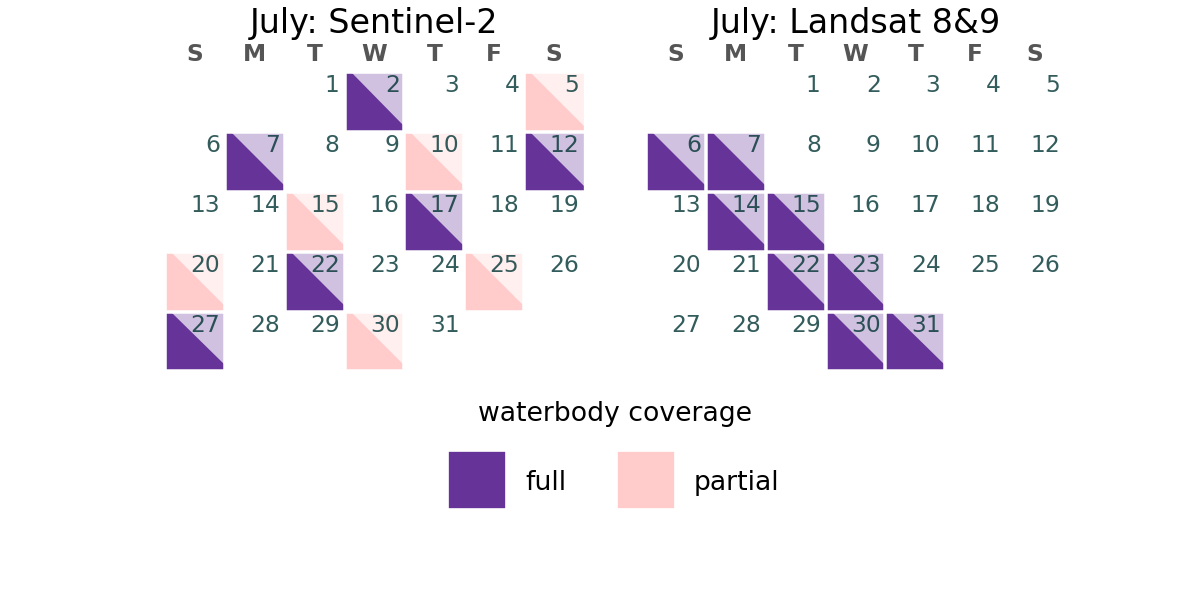 July: Sentinel-2
S M T W T F S
1 2 3 4 5
6 7 8 9 10 11 12
13 14 15 16 17 18 19
20 21 22 23 24 25 26
27 28 29 30 31
July: Landsat 8&9
S M T W T F S
1 2 3 4 5
6 7 8 9 10 11 12
13 14 15 16 17 18 19
20 21 22 23 24 25 26
27 28 29 30 31
waterbody coverage
full partial